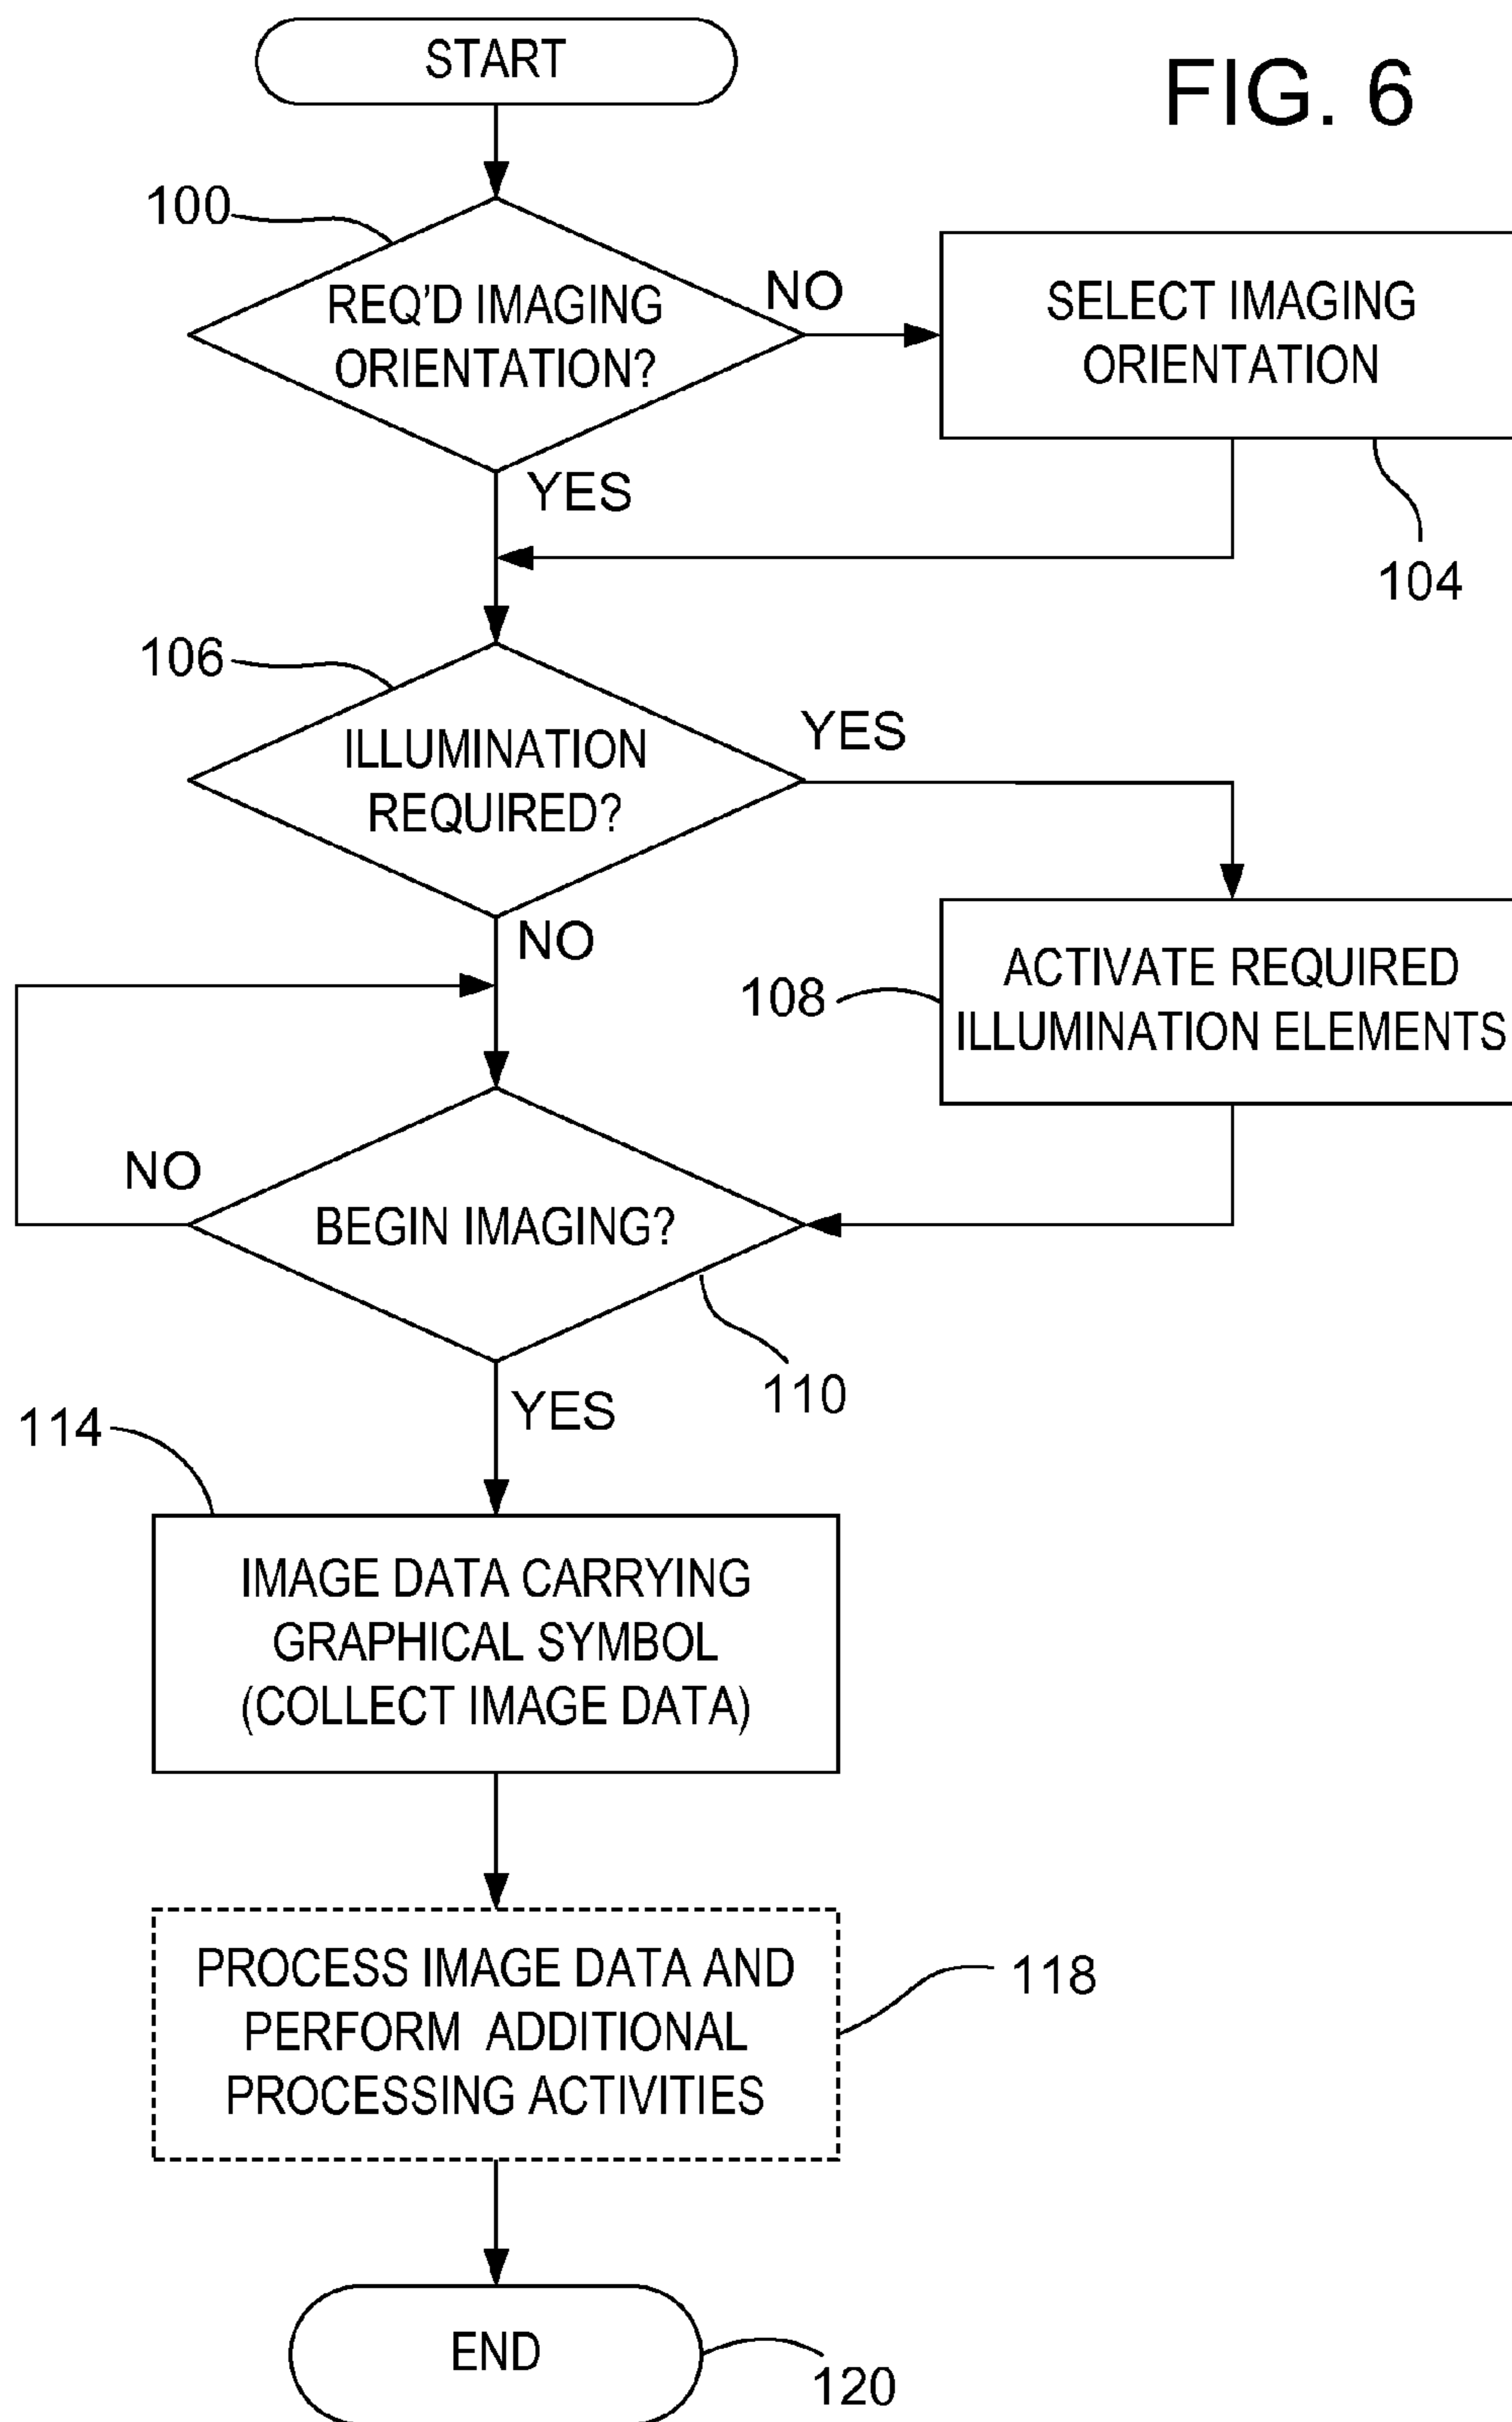 START
FIG. 6
100
REQ'D IMAGING
ORIENTATION?
NO
SELECT IMAGING
ORIENTATION
YES
104
106
ILLUMINATION
REQUIRED?
YES
NO
108
ACTIVATE REQUIRED
ILLUMINATION ELEMENTS
NO
BEGIN IMAGING?
110
YES
114
IMAGE DATA CARRYING
GRAPHICAL SYMBOL
(COLLECT IMAGE DATA)
PROCESS IMAGE DATA AND
PERFORM ADDITIONAL
PROCESSING ACTIVITIES
118
END
120